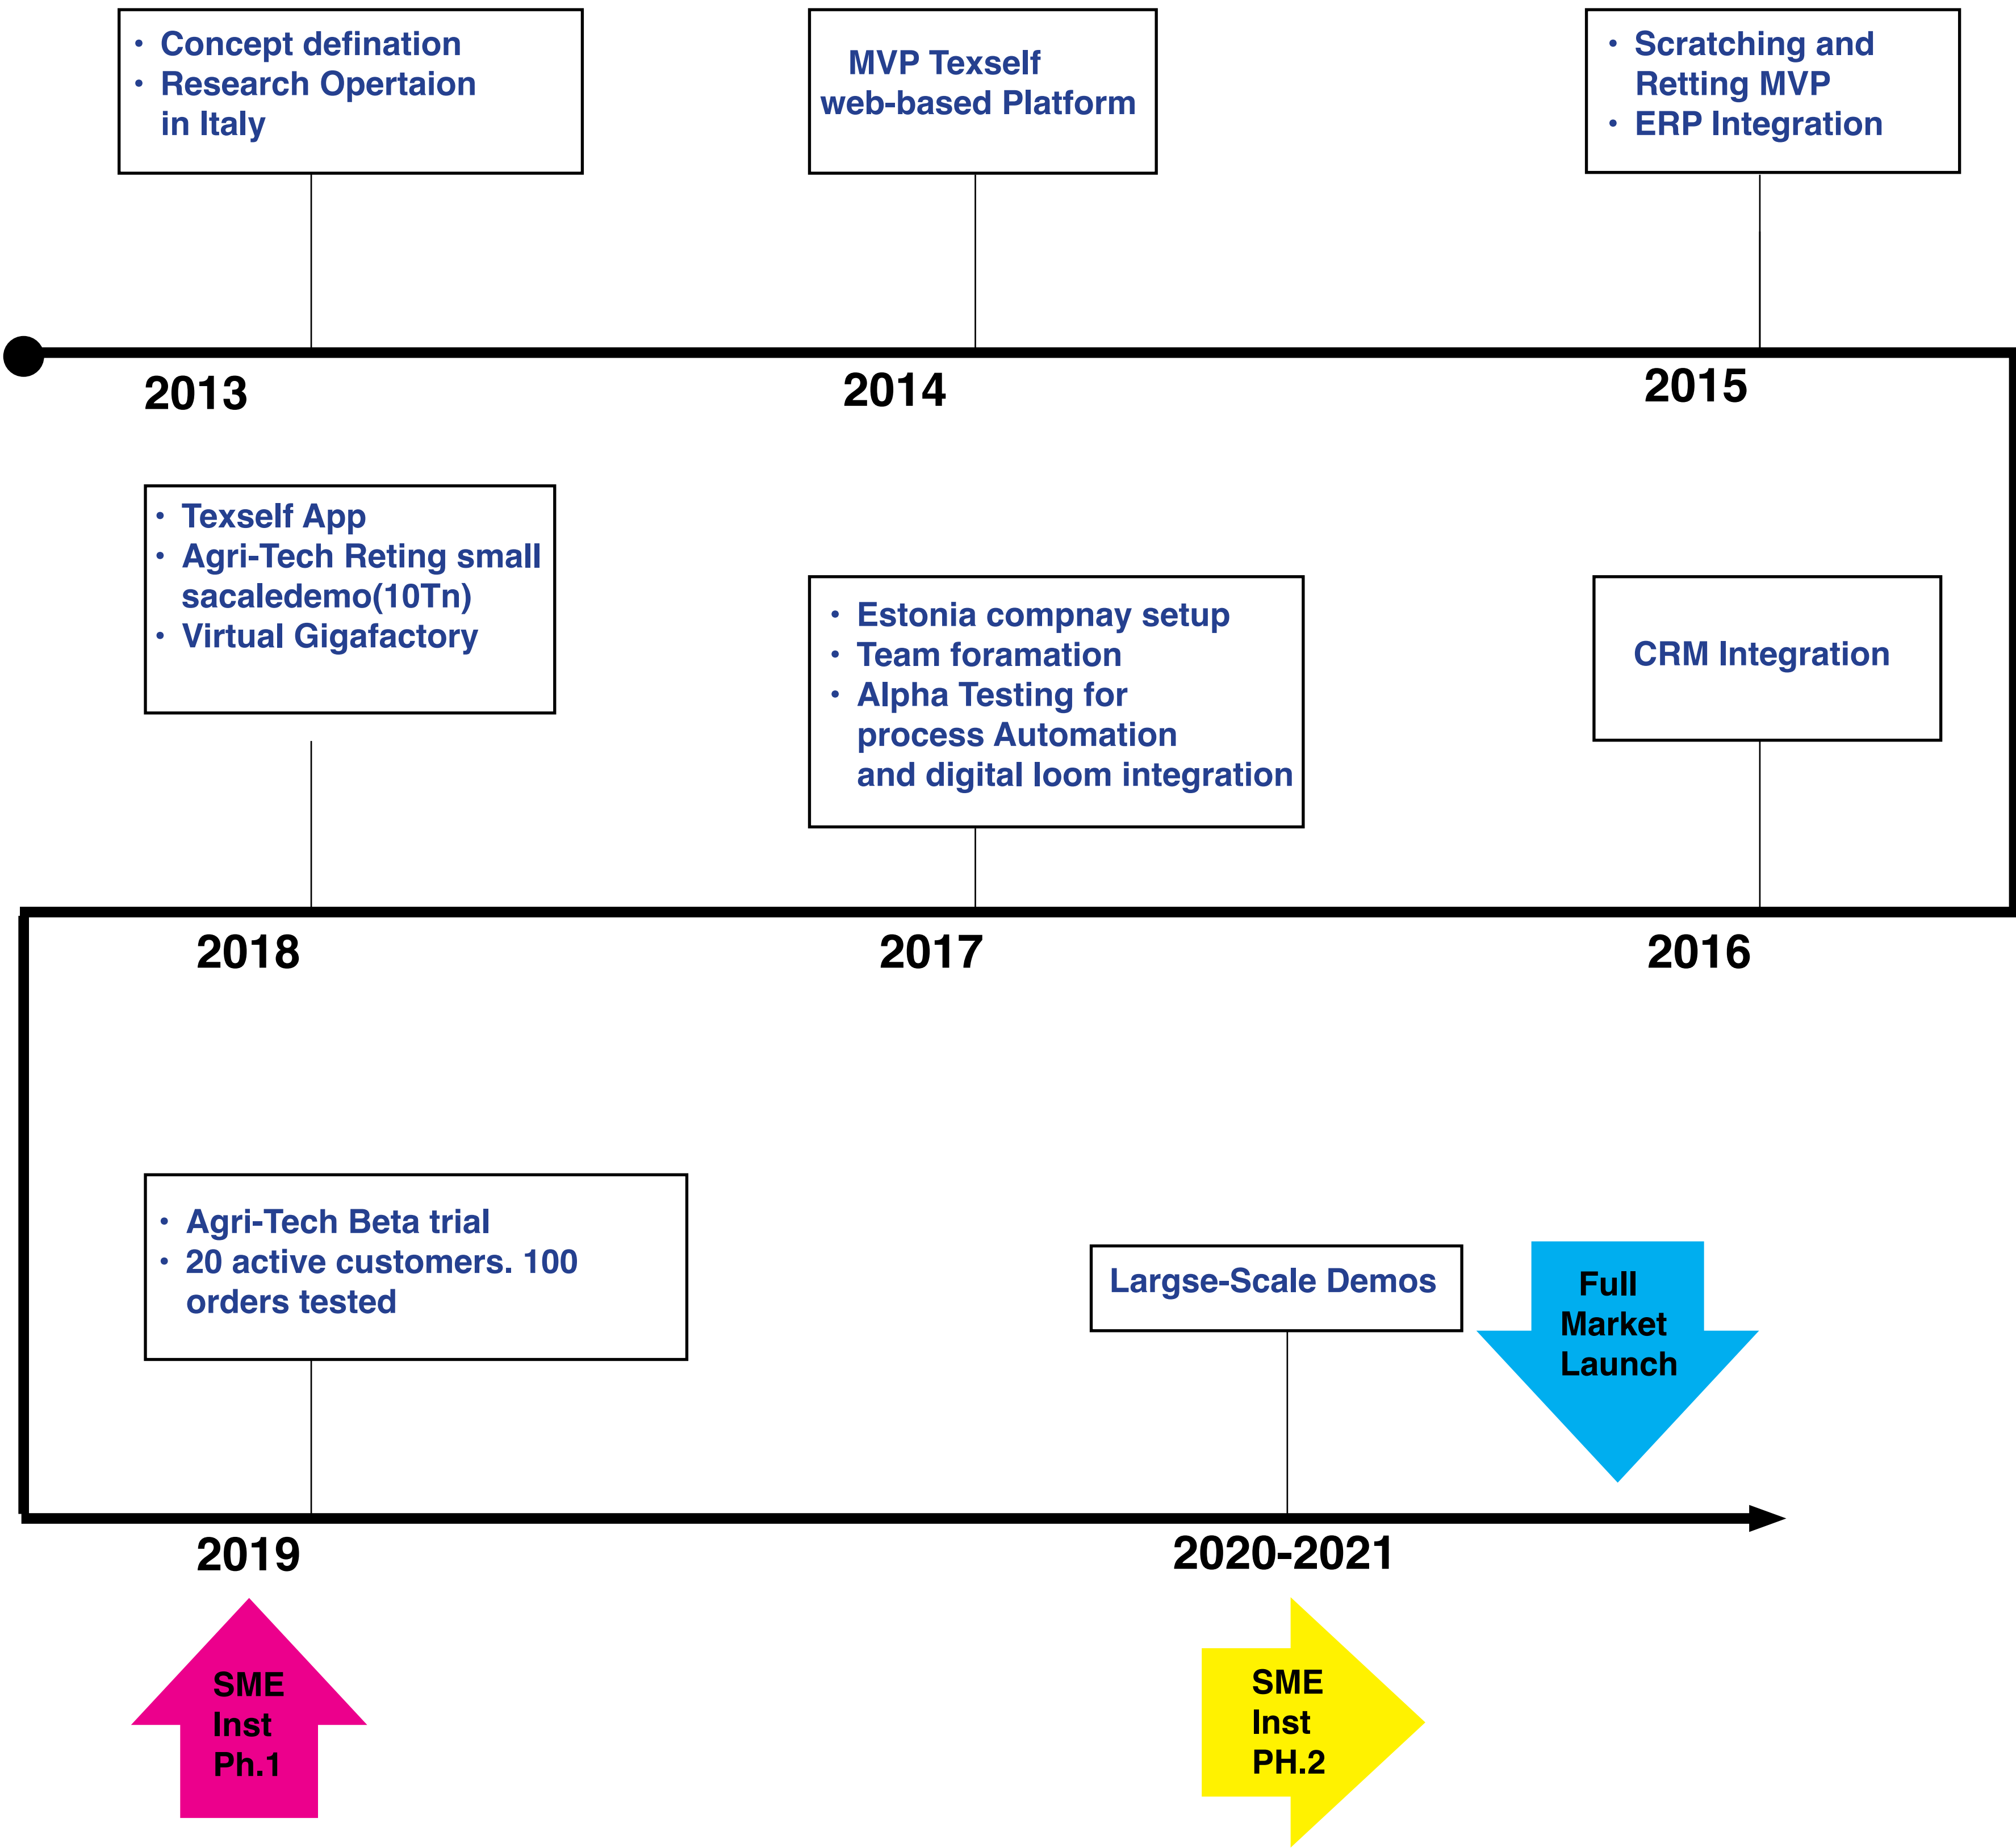 • Concept defination
• Research Opertaion
in Italy
MVP Texself
web-based Platform
• Scratching and
Retting MVP
• ERP Integration
2013
2014
2015
• Texself App
• Agri-Tech Reting small
sacaledemo(10Tn)
• Virtual Gigafactory
• Estonia compnay setup
• Team foramation
• Alpha Testing for
process Automation
and digital loom integration
CRM Integration
2018
2017
2016
• Agri-Tech Beta trial
• 20 active customers. 100
orders tested
Largse-Scale Demos
Full
Market
Launch
2019
2020-2021
SME
Inst
Ph.1
SME
Inst
PH.2